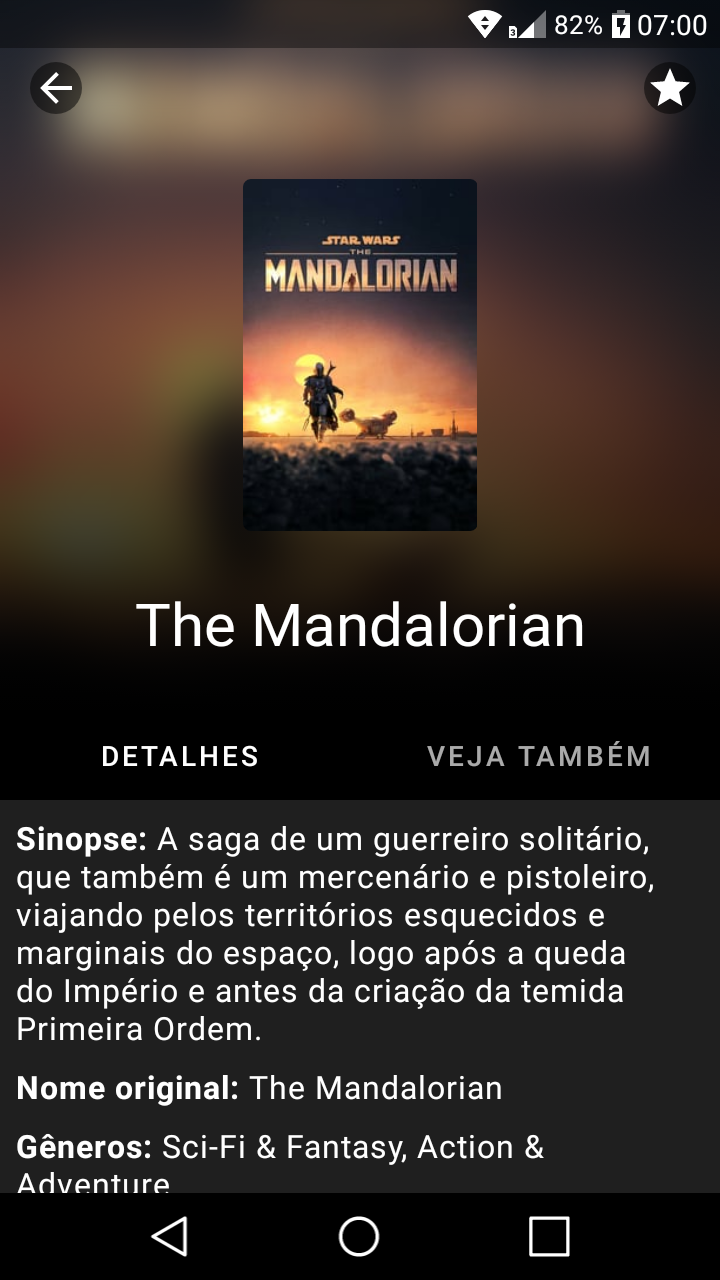 82% 07:00
STAR WARS
THE
MANDALORIAN
The Mandalorian
DETALHES VEJA TAMBÉM
Sinopse: A saga de um guerreiro solitário,
que também é um mercenário e pistoleiro,
viajando pelos territórios esquecidos e
marginais do espaço, logo após a queda
do Império e antes da criação da temida
Primeira Ordem.
Nome original: The Mandalorian
Gêneros: Sci-Fi & Fantasy, Action &
Adventure